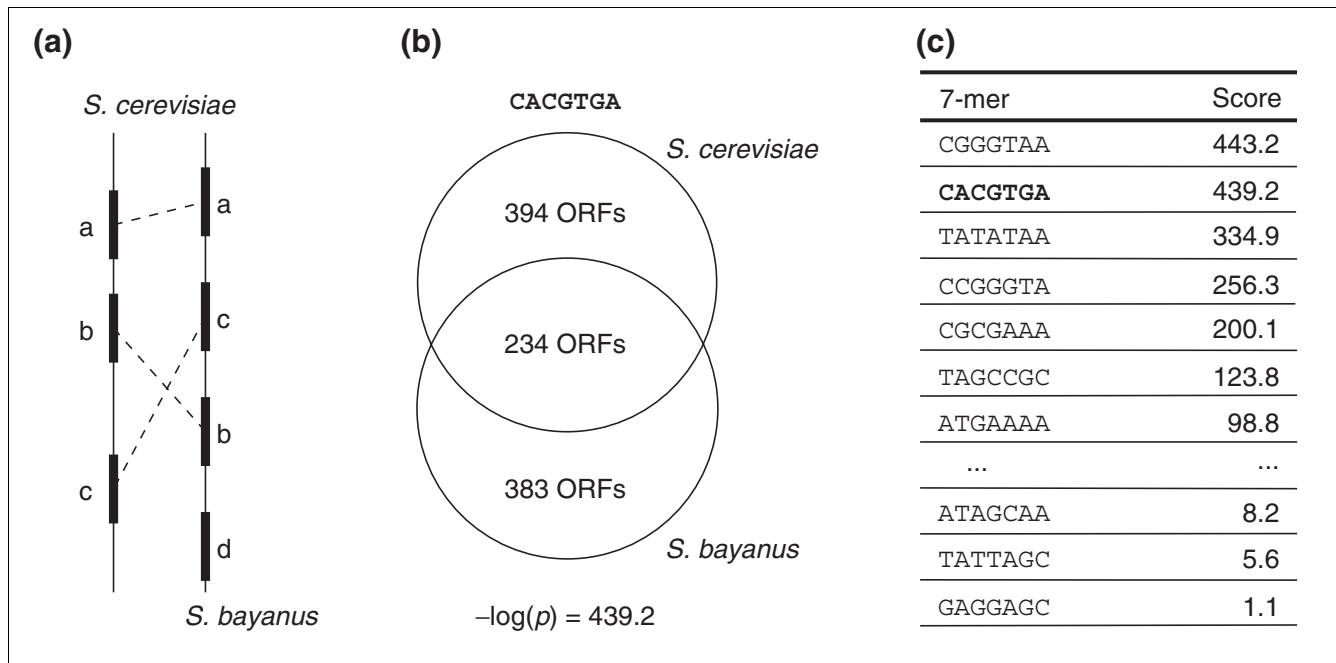 (a)
S. cerevisiae
a
a
b
c
b
c
d
S. bayanus
(b)
CACGTGA
S. cerevisiae
394 ORFs
234 ORFs
383 ORFs
S. bayanus
–log(p) = 439.2
(c)
7-mer Score
CGGGTAA 443.2
CACGTGA 439.2
TATATAA 334.9
CCGGGTA 256.3
CGCGAAA 200.1
TAGCCGC 123.8
ATGAAAA 98.8
... ...
ATAGCAA 8.2
TATTAGC 5.6
GAGGAGC 1.1